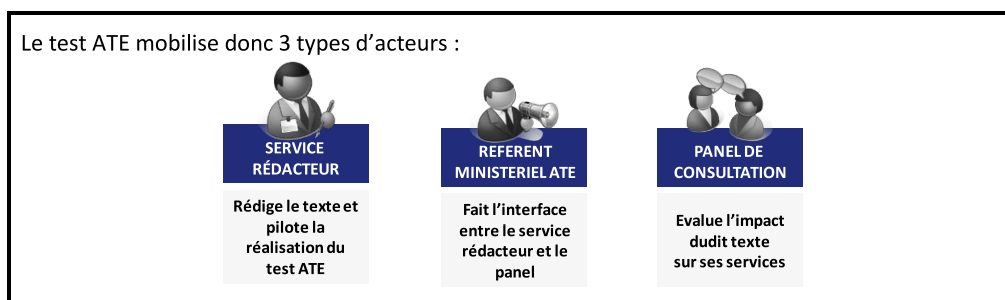 Le test ATE mobilise donc 3 types d’acteurs :
SERVICE
RÉDACTEUR
Rédige le texte et
pilote la
réalisation du
test ATE
REFERENT
MINISTERIEL ATE
Fait l’interface
entre le service
rédacteur et le
panel
PANEL DE
CONSULTATION
Evalue l’impact
dudit texte
sur ses services